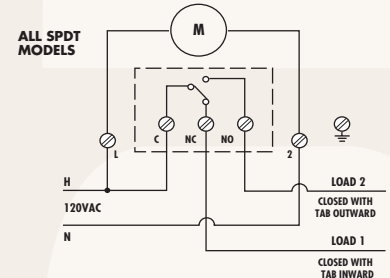 ALL SPDT
MODELS
M
L
C
NC
NO
2
H
120VAC
N
LOAD 2
CLOSED WITH
TAB OUTWARD
LOAD 1
CLOSED WITH
TAB INWARD